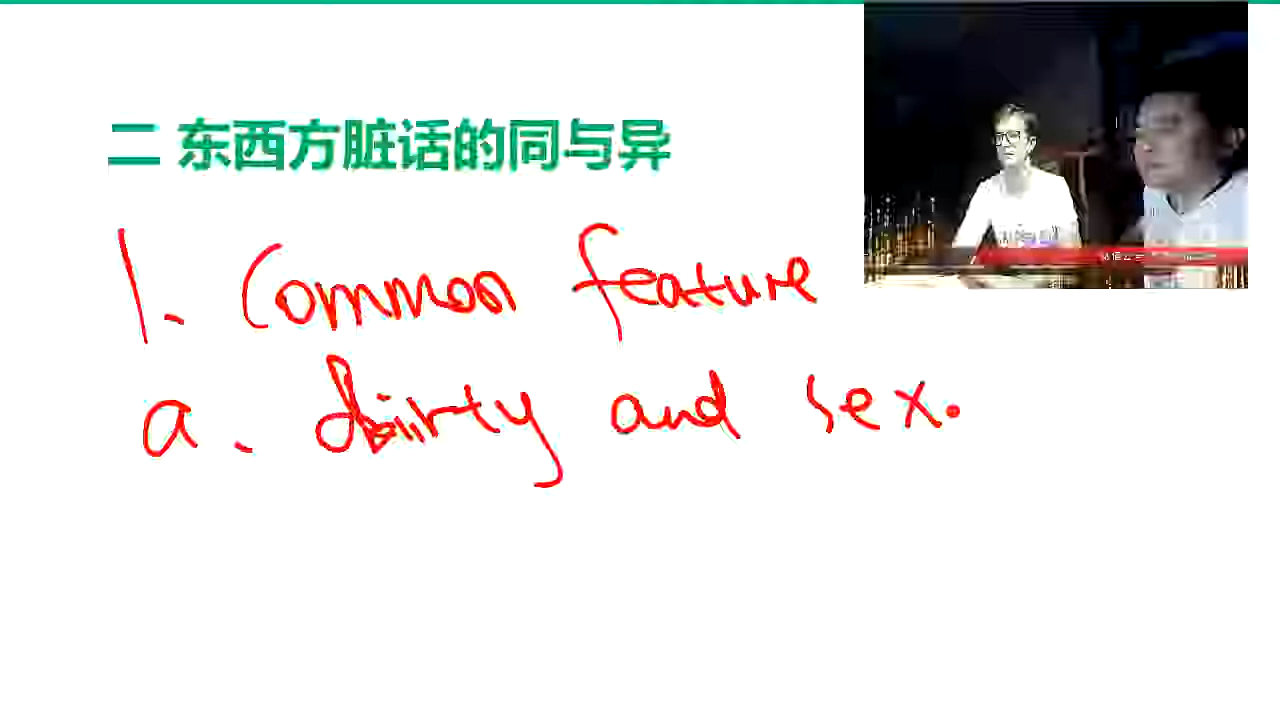 二 东西方脏话的同与异
1. Common feature
a. dirty and sex.